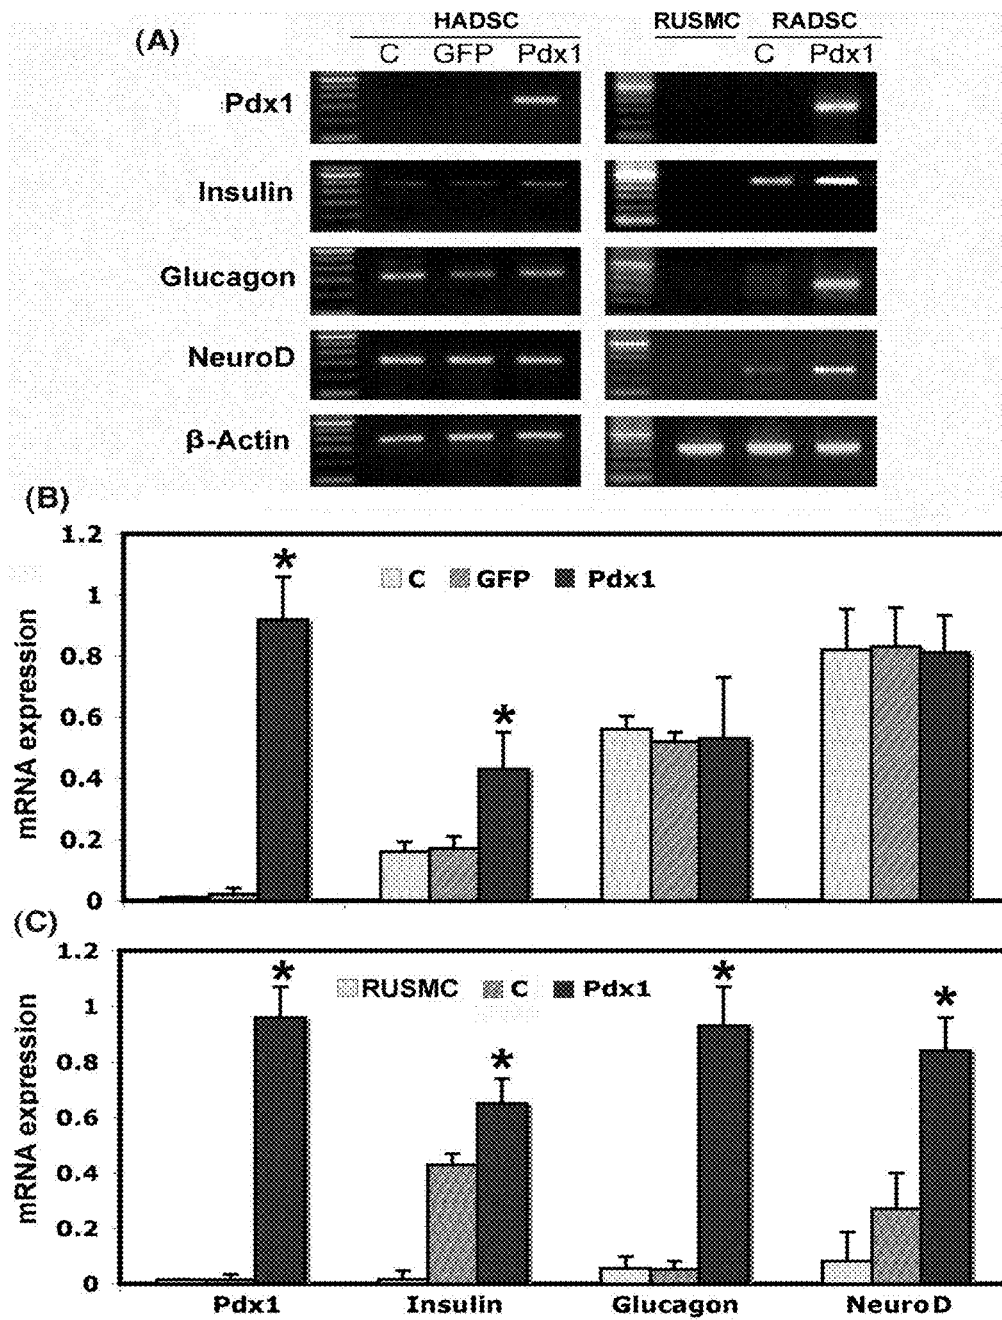 (A)
HADSC
RUSMC
RADSC
C GFP Pdx1
C Pdx1
Pdx1
Insulin
Glucagon
NeuroD
β-Actin
(B)
1.2
1
0.8
0.6
0.4
0.2
0
mRNA expression
C GFP Pdx1
*
*
(C)
1.2
1
0.8
0.6
0.4
0.2
0
mRNA expression
RUSMC C Pdx1
*
*
*
*
Pdx1 Insulin Glucagon NeuroD